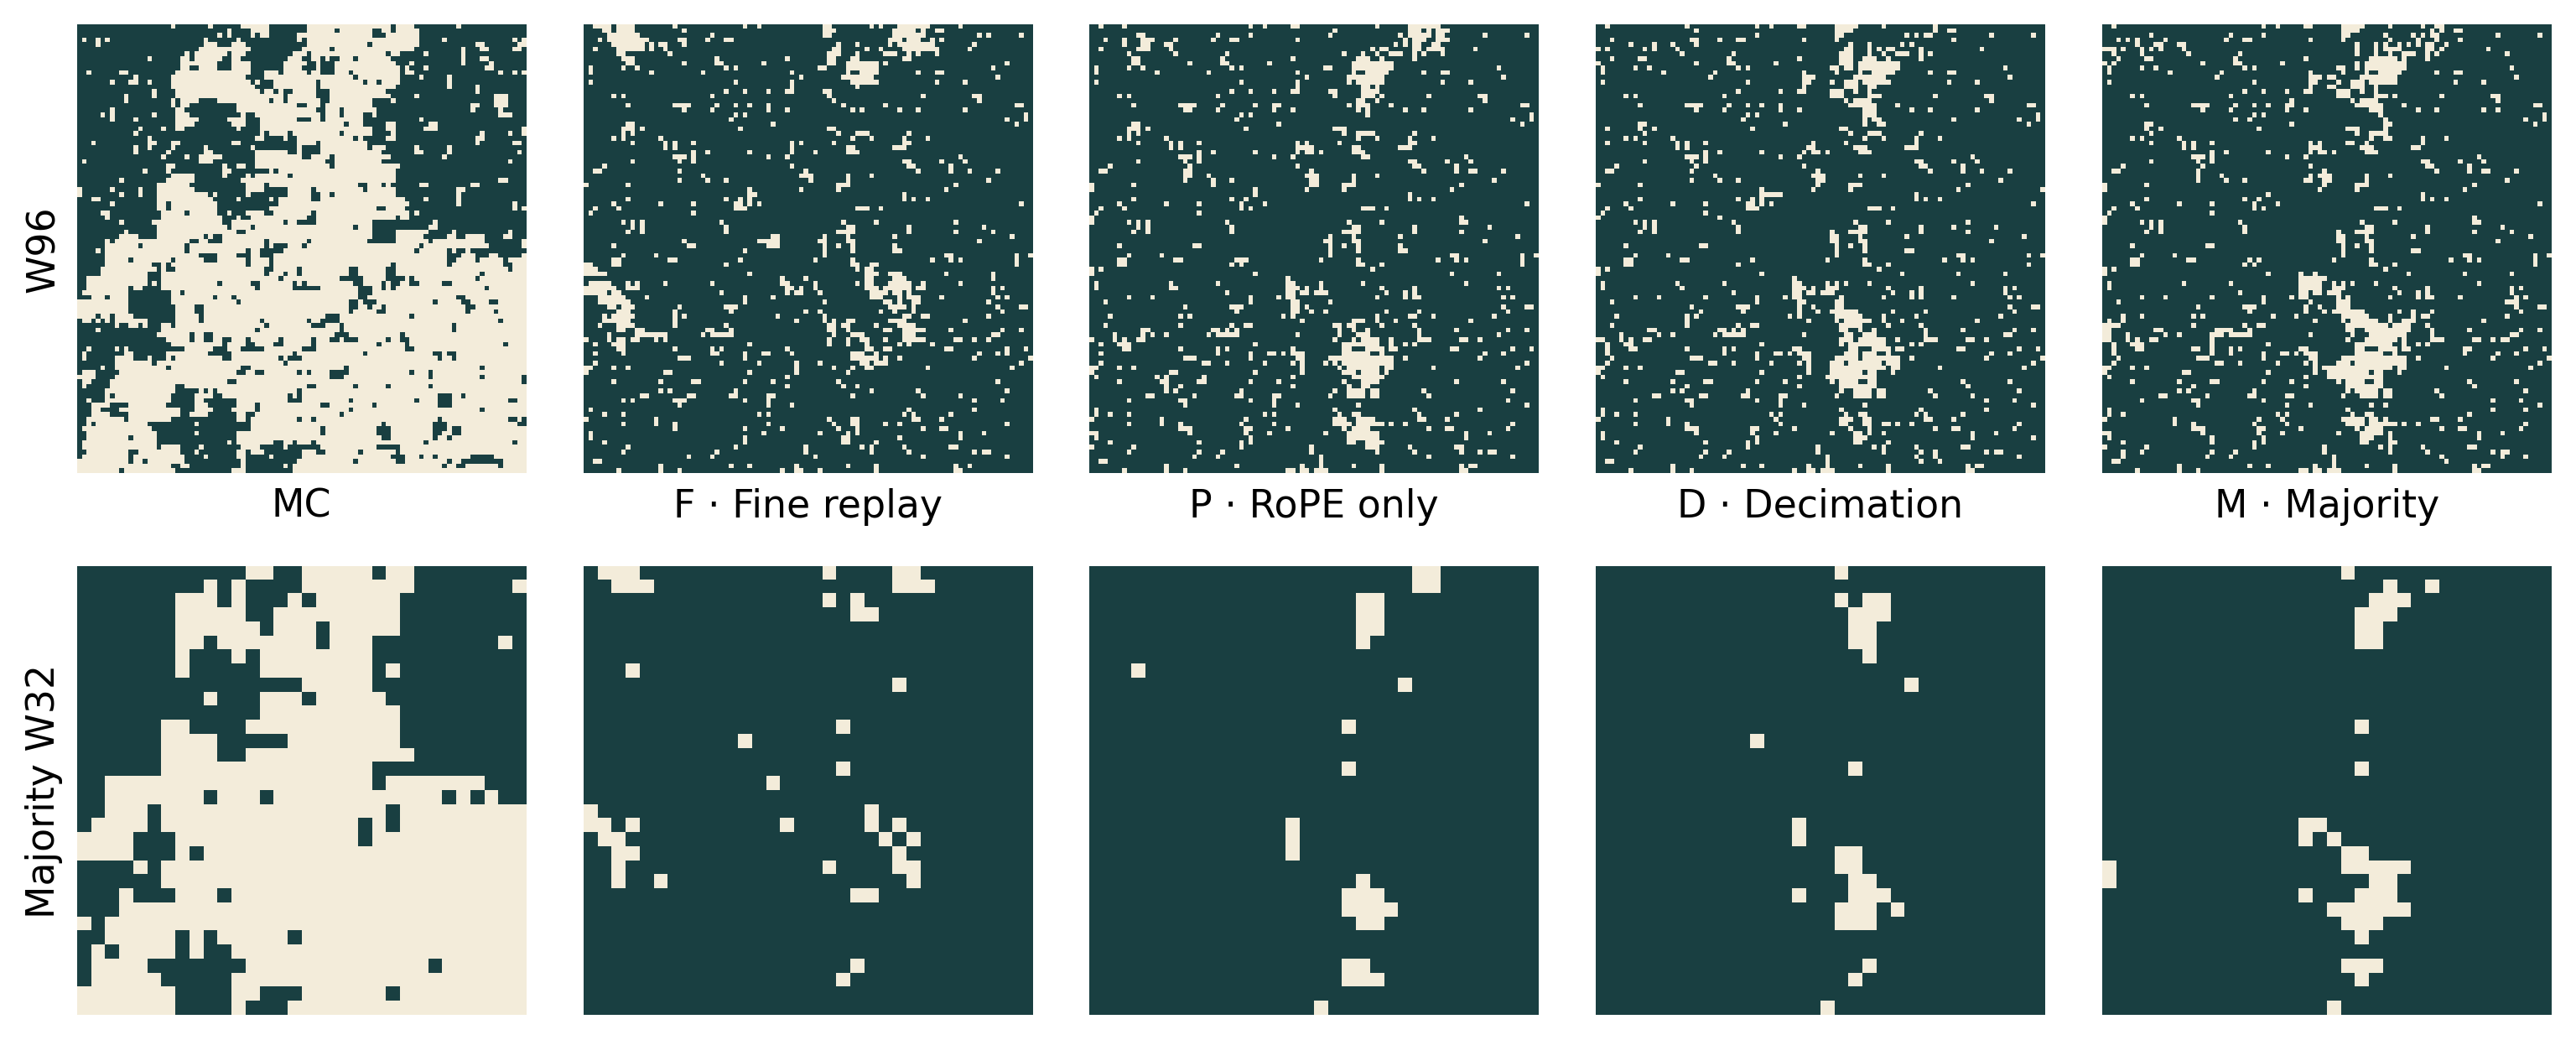 W96
MC
F · Fine replay
P · RoPE only
D · Decimation
M · Majority
Majority W32